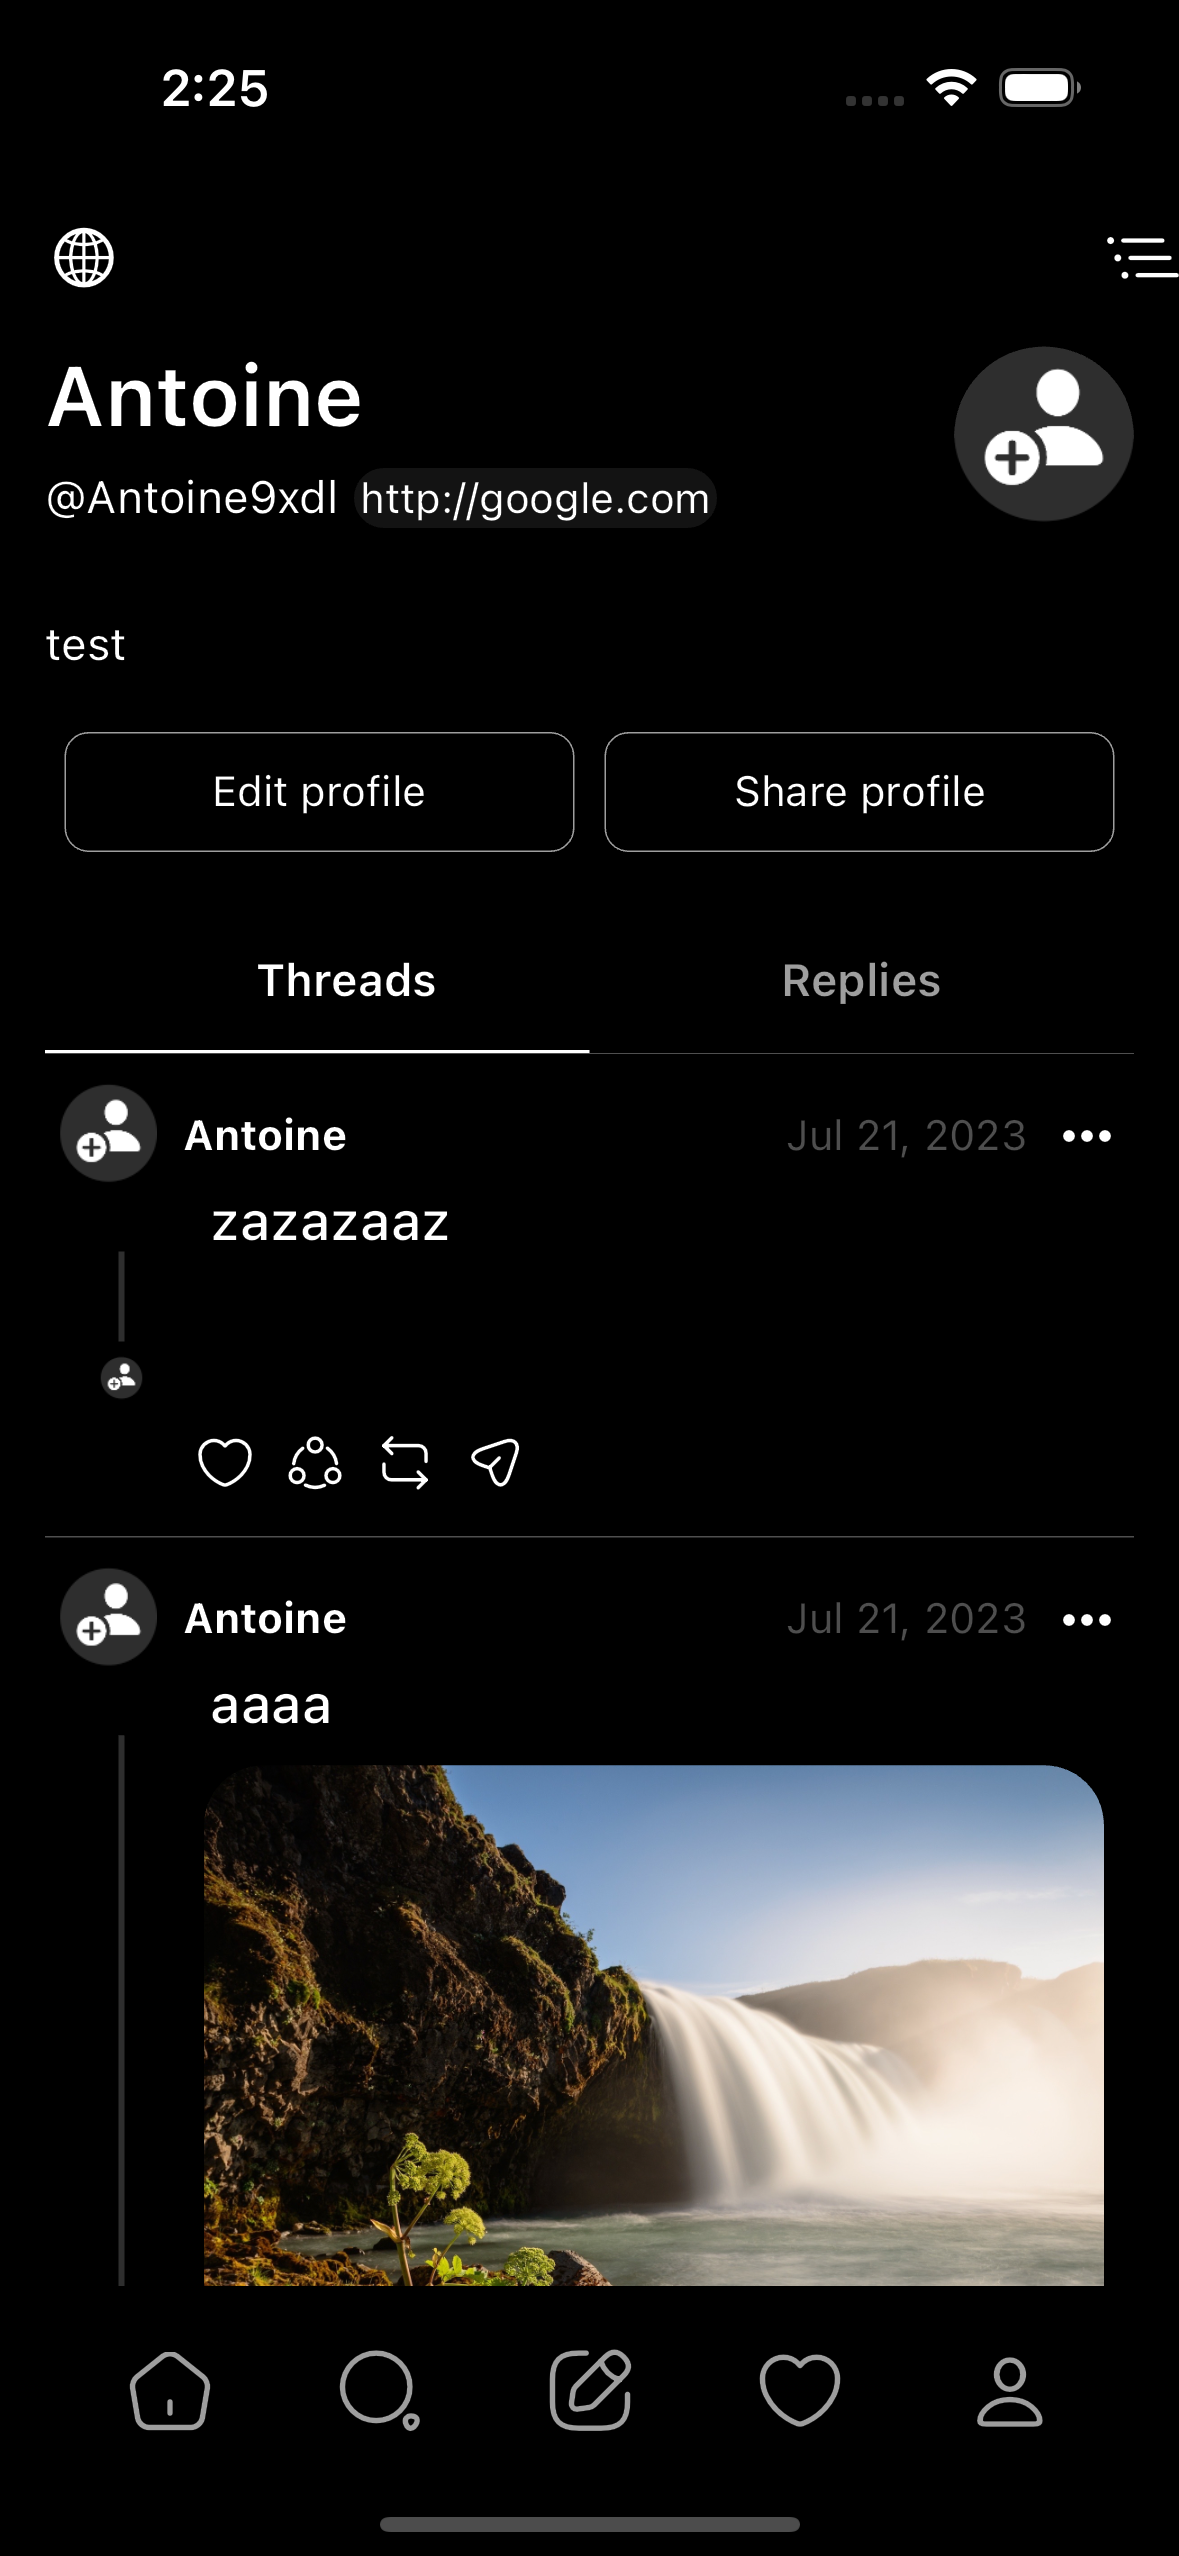 2:25
Antoine
@Antoine9xdl http://google.com
test
Edit profile Share profile
Threads Replies
Antoine Jul 21, 2023
zazazaaz
Antoine Jul 21, 2023
aaaa